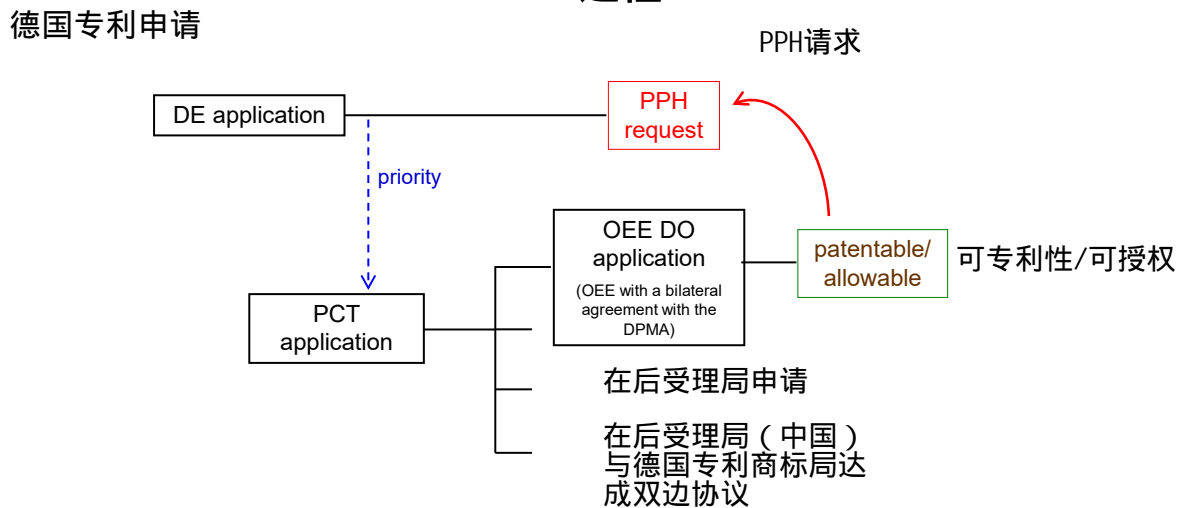 德国专利申请
PPH请求
DE application
PPH
request
priority
OEE DO
application
(OEE with a bilateral
agreement with the
DPMA)
patentable/
allowable
可专利性/可授权
PCT
application
在后受理局申请
在后受理局（中国）
与德国专利商标局达
成双边协议